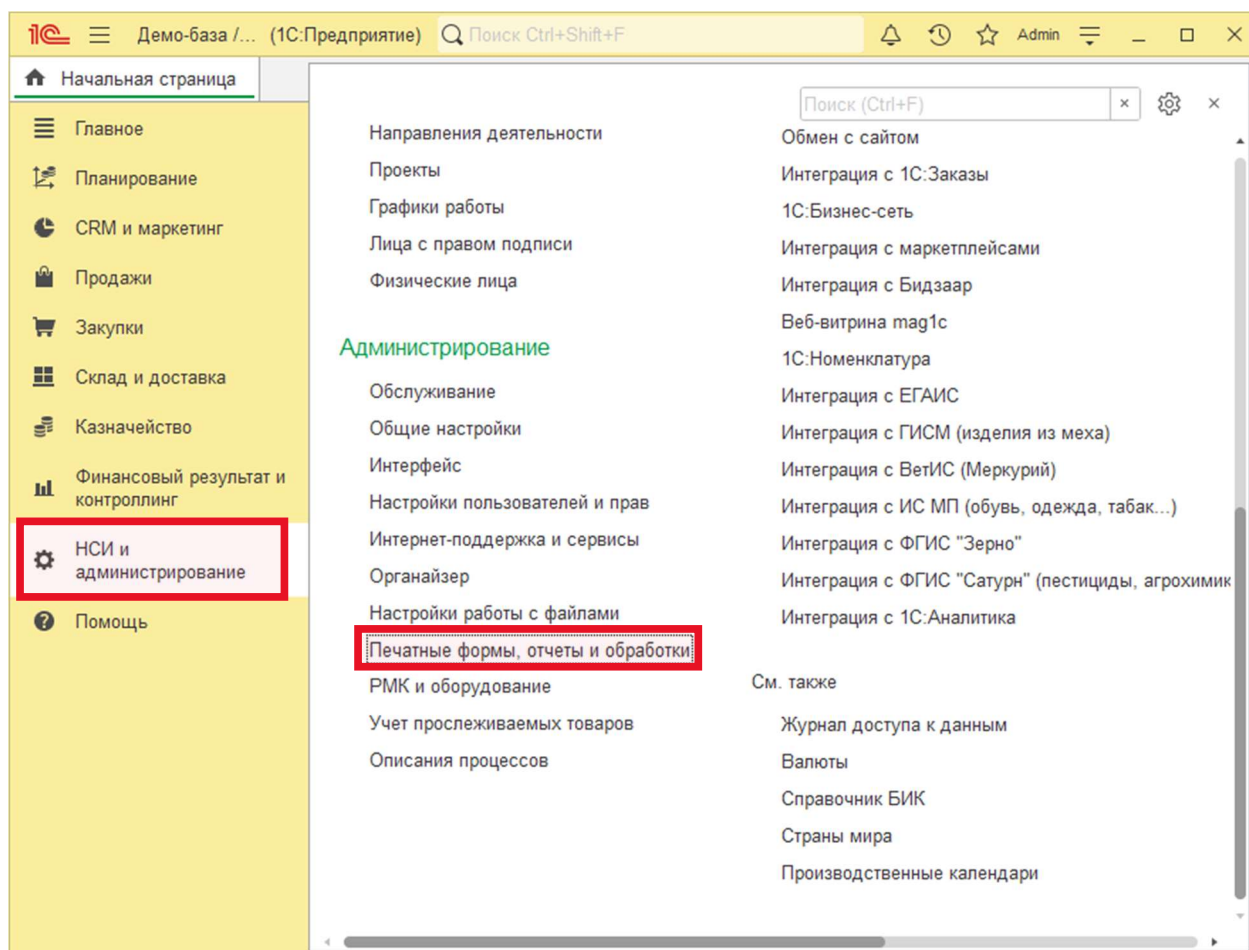 1С Демо-база /... (1С:Предприятие) Поиск Ctrl+Shift+F Admin
Начальная страница
Главное
Планирование
CRM и маркетинг
Продажи
Закупки
Склад и доставка
Казначейство
Финансовый результат и
контроллинг
НСИ и
администрирование
Помощь
Поиск (Ctrl+F)
Направления деятельности
Проекты
Графики работы
Лица с правом подписи
Физические лица
Администрирование
Обслуживание
Общие настройки
Интерфейс
Настройки пользователей и прав
Интернет-поддержка и сервисы
Органайзер
Настройки работы с файлами
Печатные формы, отчеты и обработки
РМК и оборудование
Учет прослеживаемых товаров
Описания процессов
Обмен с сайтом
Интеграция с 1С:Заказы
1С:Бизнес-сеть
Интеграция с маркетплейсами
Интеграция с Бидзаар
Веб-витрина mag1c
1С:Номенклатура
Интеграция с ЕГАИС
Интеграция с ГИСМ (изделия из меха)
Интеграция с ВетИС (Меркурий)
Интеграция с ИС МП (обувь, одежда, табак...)
Интеграция с ФГИС "Зерно"
Интеграция с ФГИС "Сатурн" (пестициды, агрохимик
Интеграция с 1С:Аналитика
См. также
Журнал доступа к данным
Валюты
Справочник БИК
Страны мира
Производственные календари